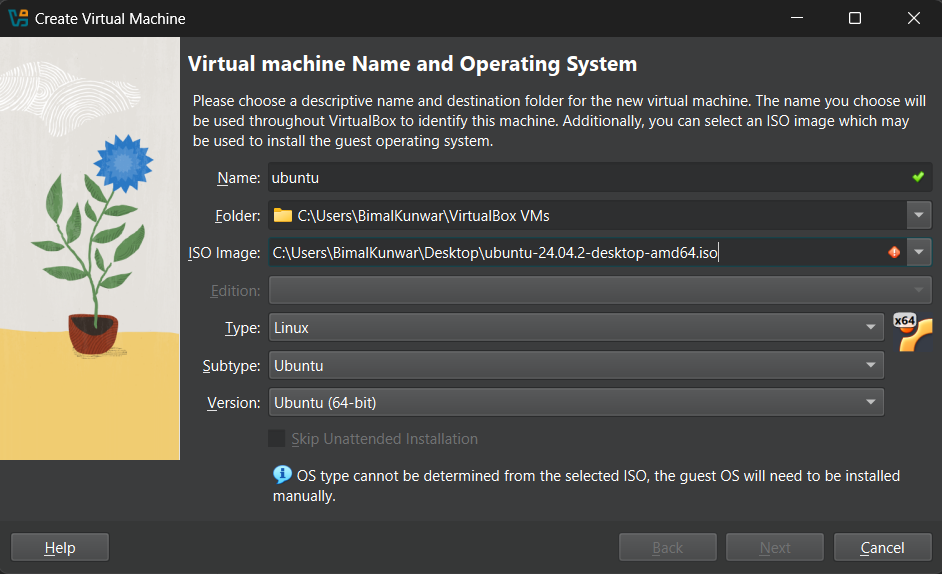 Create Virtual Machine
Virtual machine Name and Operating System
Please choose a descriptive name and destination folder for the new virtual machine. The name you choose will
be used throughout VirtualBox to identify this machine. Additionally, you can select an ISO image which may
be used to install the guest operating system.
Name: ubuntu
Folder: C:\Users\BimalKunwar\VirtualBox VMs
ISO Image: C:\Users\BimalKunwar\Desktop\ubuntu-24.04.2-desktop-amd64.iso
Edition:
Type: Linux
x64
Subtype: Ubuntu
Version: Ubuntu (64-bit)
Skip Unattended Installation
OS type cannot be determined from the selected ISO, the guest OS will need to be installed
manually.
Help Back Next Cancel